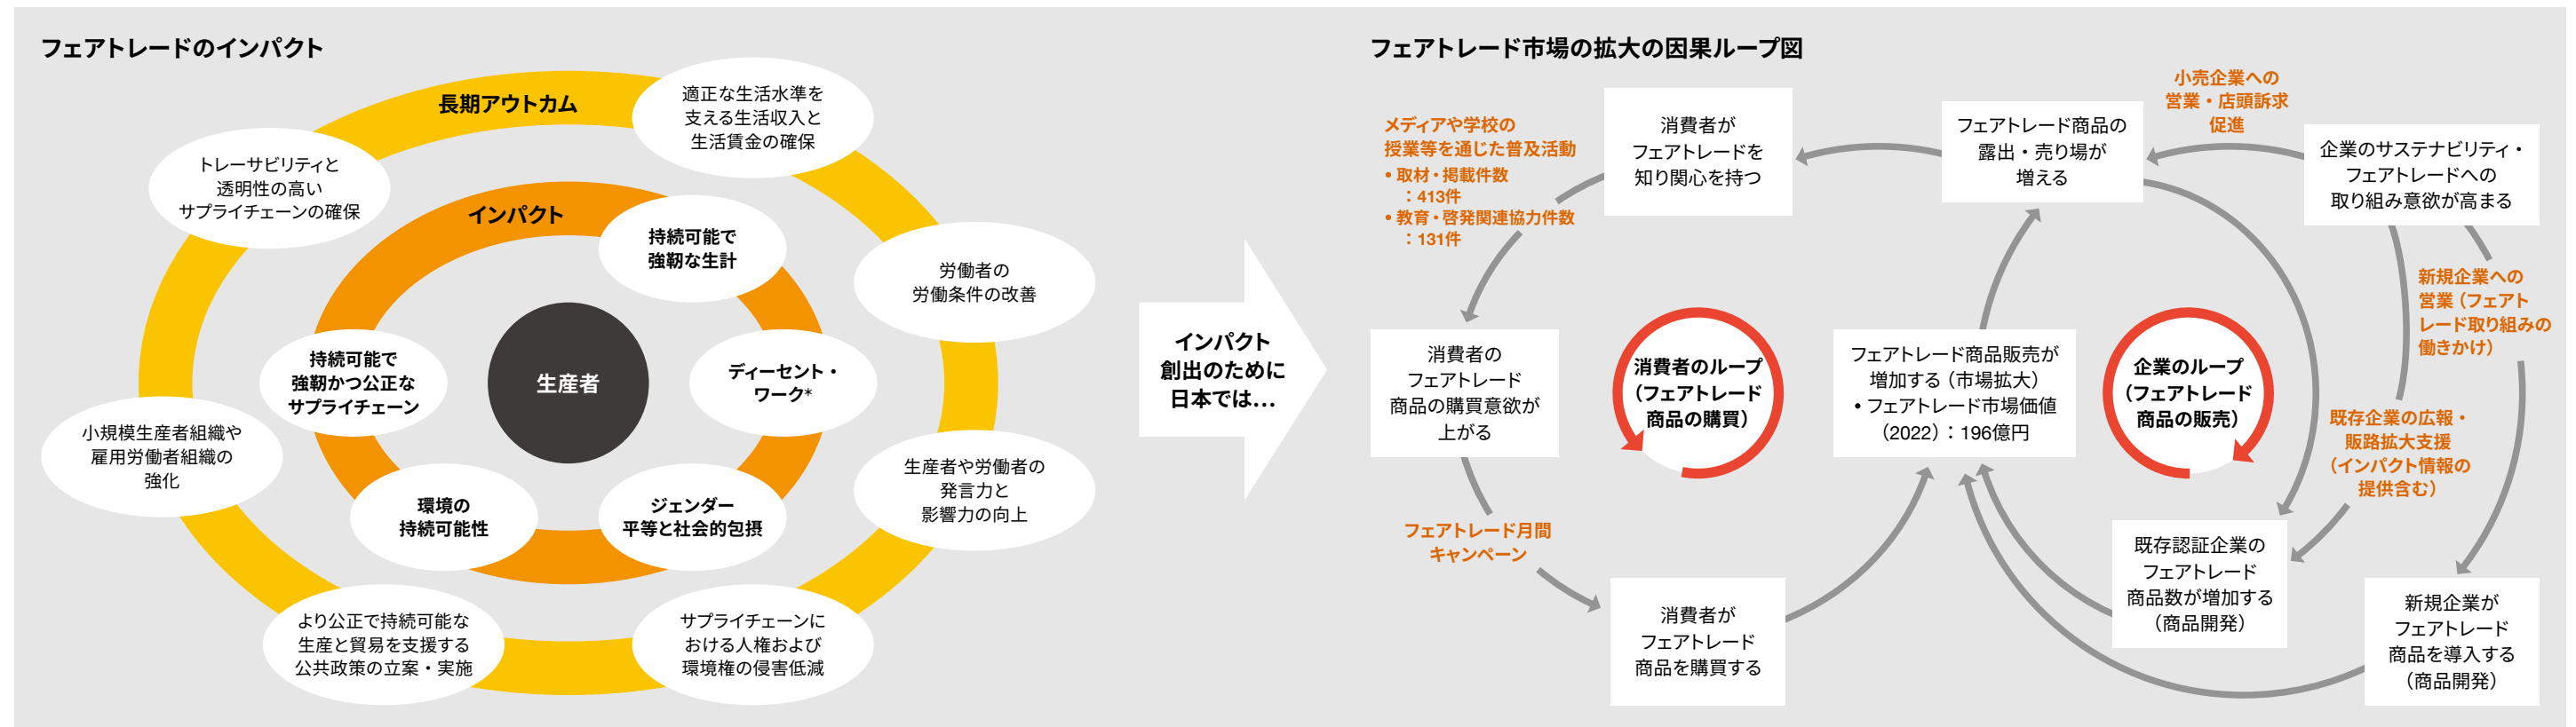 フェアトレードのインパクト
長期アウトカム
適正な生活水準を
支える生活収入と
生活賃金の確保
トレーサビリティと
透明性の高い
サプライチェーンの確保
インパクト
持続可能で
強靭な生計
労働者の
労働条件の改善
持続可能で
強靭かつ公正な
サプライチェーン
生産者
ディーセント・
ワーク*
小規模生産者組織や
雇用労働者組織の
強化
環境の
持続可能性
ジェンダー
平等と社会的包摂
生産者や労働者の
発言力と
影響力の向上
より公正で持続可能な
生産と貿易を支援する
公共政策の立案・実施
サプライチェーンに
おける人権および
環境権の侵害低減
インパクト
創出のために
日本では…
フェアトレード市場の拡大の因果ループ図
メディアや学校の
授業等を通じた普及活動
• 取材・掲載件数
：413件
• 教育・啓発関連協力件数
：131件
消費者が
フェアトレードを
知り関心を持つ
フェアトレード商品の
露出・売り場が
増える
小売企業への
営業・店頭訴求
促進
企業のサステナビリティ・
フェアトレードへの
取り組み意欲が高まる
新規企業への
営業（フェアト
レード取り組みの
働きかけ）
消費者の
フェアトレード
商品の購買意欲が
上がる
消費者のループ
（フェアトレード
商品の購買）
フェアトレード商品販売が
増加する（市場拡大）
• フェアトレード市場価値
（2022）：196億円
企業のループ
（フェアトレード
商品の販売）
既存企業の広報・
販路拡大支援
（インパクト情報の
提供含む）
フェアトレード月間
キャンペーン
消費者が
フェアトレード
商品を購買する
既存認証企業の
フェアトレード
商品数が増加する
（商品開発）
新規企業が
フェアトレード
商品を導入する
（商品開発）